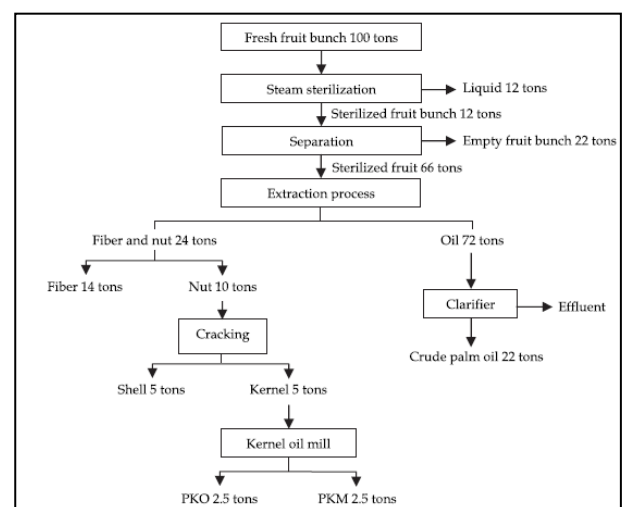 Fresh fruit bunch 100 tons
Steam sterilization
Liquid 12 tons
Sterilized fruit bunch 12 tons
Separation
Empty fruit bunch 22 tons
Sterilized fruit 66 tons
Extraction process
Fiber and nut 24 tons
Oil 72 tons
Fiber 14 tons
Nut 10 tons
Clarifier
Effluent
Cracking
Crude palm oil 22 tons
Shell 5 tons
Kernel 5 tons
Kernel oil mill
PKO 2.5 tons
PKM 2.5 tons